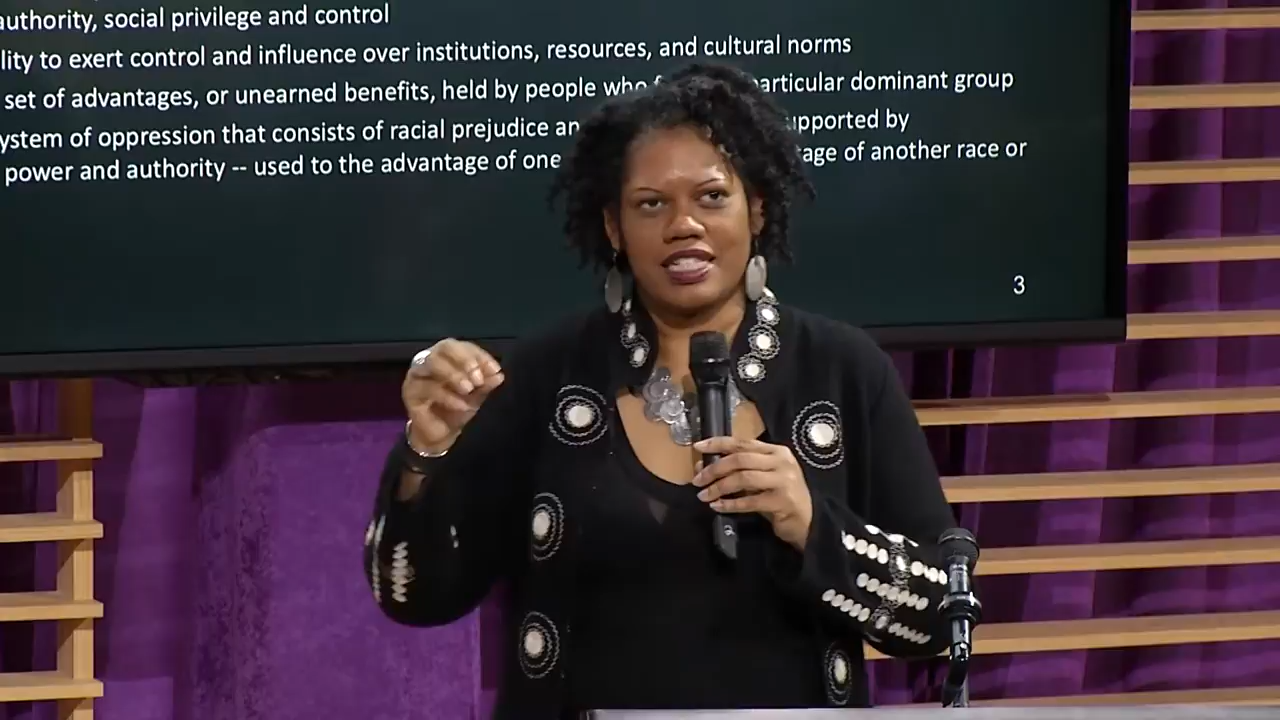 authority, social privilege and control
lity to exert control and influence over institutions, resources, and cultural norms
set of advantages, or unearned benefits, held by people who particular dominant group
ystem of oppression that consists of racial prejudice an upported by
power and authority -- used to the advantage of one tage of another race or
3